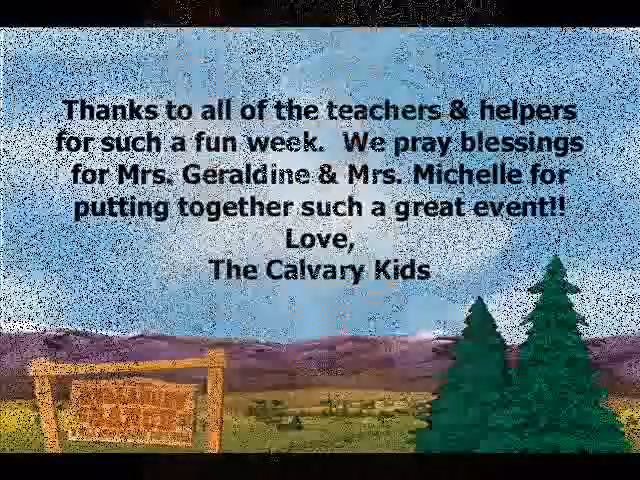 Thanks to all of the teachers & helpers
for such a fun week. We pray blessings
for Mrs. Geraldine & Mrs. Michelle for
putting together such a great event!!
Love,
The Calvary Kids